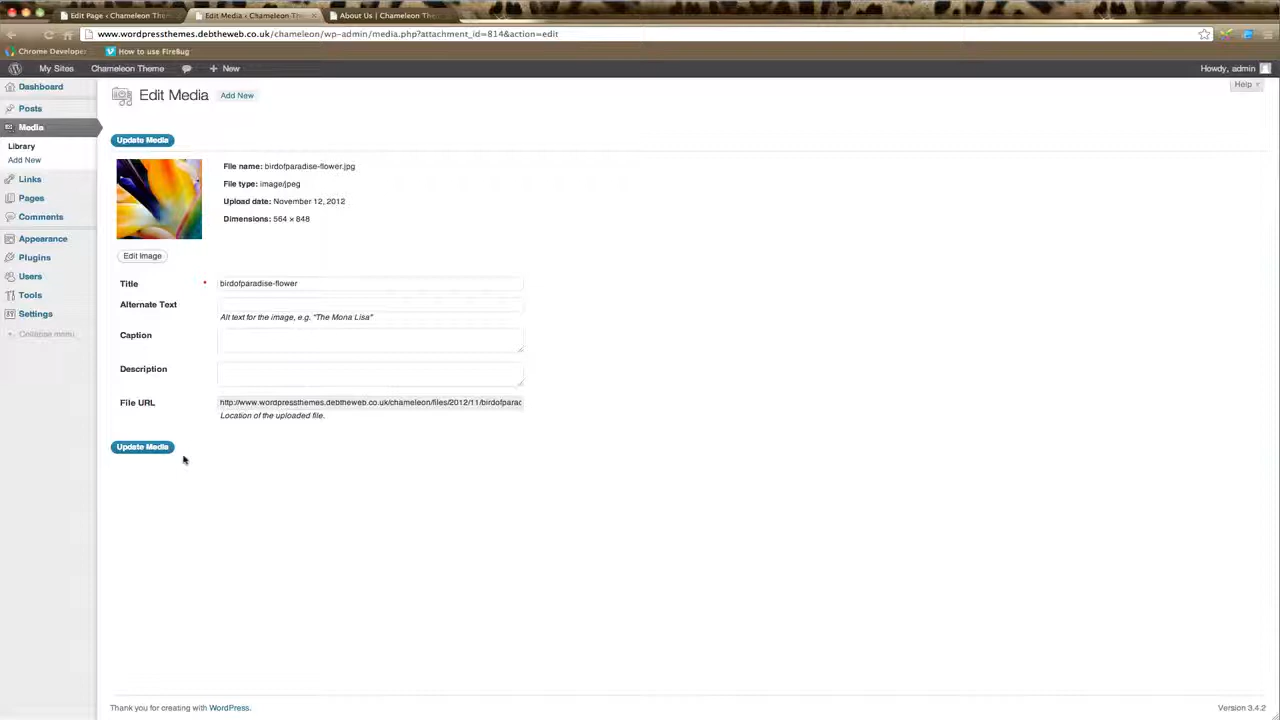 Edit Page ‹ Chameleon Them
Edit Media ‹ Chameleon Th
About Us | Chameleon The
www.wordpressthemes.debtheweb.co.uk/chameleon/wp-admin/media.php?attachment_id=814&action=edit
Chrome Develope
How to use FireBug
My Sites
Chameleon Theme
+ New
Howdy, admin
Dashboard
Posts
Media
Library
Add New
Links
Pages
Comments
Appearance
Plugins
Users
Tools
Settings
Collapse menu
Edit Media
Add New
Help
Update Media
File name: birdofparadise-flower.jpg
File type: image/jpeg
Upload date: November 12, 2012
Dimensions: 564 × 848
Edit Image
Title * birdofparadise-flower
Alternate Text
Alt text for the image, e.g. "The Mona Lisa"
Caption
Description
File URL http://www.wordpressthemes.debtheweb.co.uk/chameleon/files/2012/11/birdofparac
Location of the uploaded file.
Update Media
Thank you for creating with WordPress.
Version 3.4.2